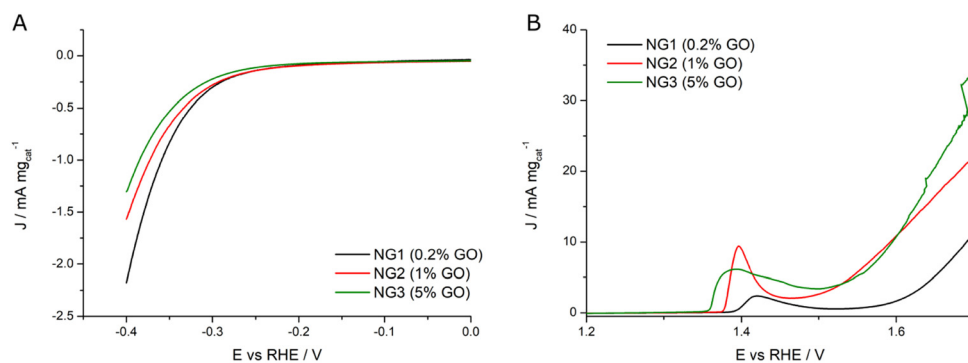 A
0.0
-0.5
-1.0
-1.5
-2.0
-2.5
J / mA mg_cat^-1
NG1 (0.2% GO)
NG2 (1% GO)
NG3 (5% GO)
-0.4 -0.3 -0.2 -0.1 0.0
E vs RHE / V
B
40
30
20
10
0
J / mA mg_cat^-1
NG1 (0.2% GO)
NG2 (1% GO)
NG3 (5% GO)
1.2 1.4 1.6
E vs RHE / V